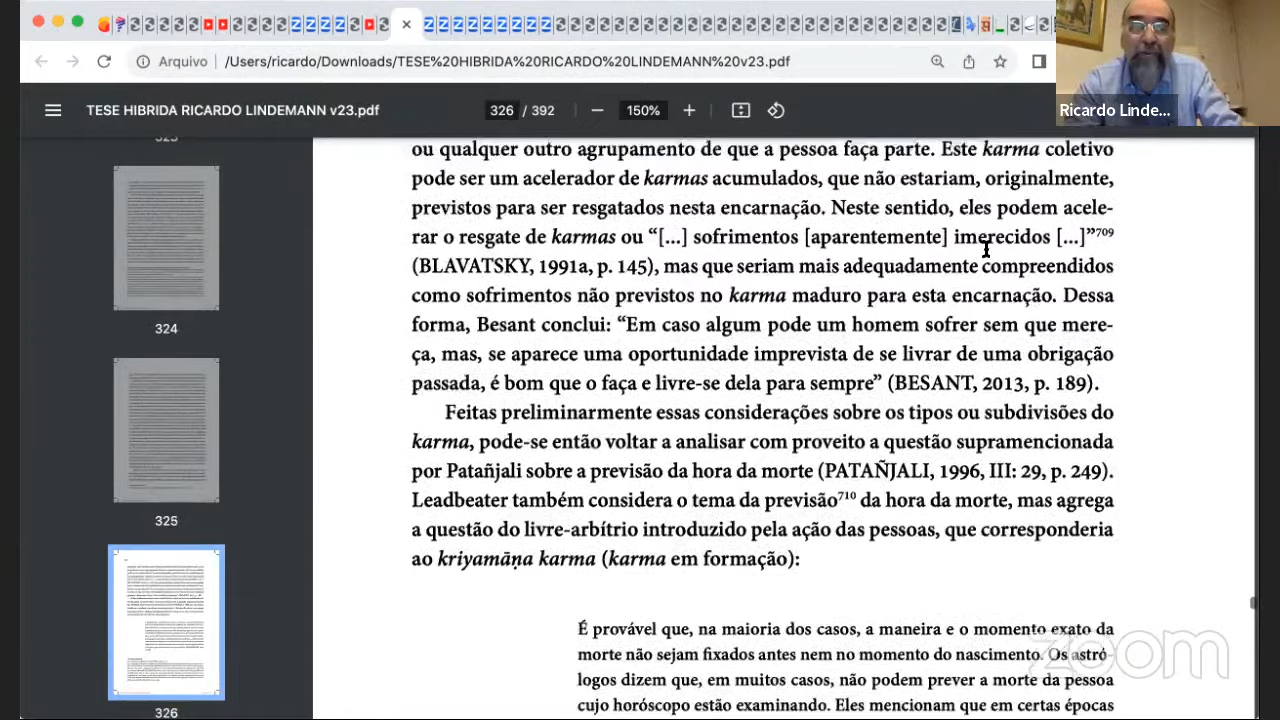 Arquivo
/Users/ricardo/Downloads/TESE%20HIBRIDA%20RICARDO%20LINDEMANN%20v23.pdf
Ricardo Linde...
TESE HIBRIDA RICARDO LINDEMANN v23.pdf
326 / 392
150%
323
324
325
326
ou qualquer outro agrupamento de que a pessoa faça parte. Este karma coletivo
pode ser um acelerador de karmas acumulados, que não estariam, originalmente,
previstos para ser resgatados nesta encarnação. Neste sentido, eles podem acele-
rar o resgate de karmas ou “[...] sofrimentos [aparentemente] imerecidos [...]”709
(BLAVATSKY, 1991a, p. 145), mas que seriam mais adequadamente compreendidos
como sofrimentos não previstos no karma maduro para esta encarnação. Dessa
forma, Besant conclui: “Em caso algum pode um homem sofrer sem que mere-
ça, mas, se aparece uma oportunidade imprevista de se livrar de uma obrigação
passada, é bom que o faça e livre-se dela para sempre” (BESANT, 2013, p. 189).
Feitas preliminarmente essas considerações sobre os tipos ou subdivisões do
karma, pode-se então voltar a analisar com proveito a questão supramencionada
por Patañjali sobre a previsão da hora da morte (PATAÑJALI, 1996, III: 29, p. 249).
Leadbeater também considera o tema da previsão710 da hora da morte, mas agrega
a questão do livre-arbítrio introduzido pela ação das pessoas, que corresponderia
ao kriyamāṇa karma (karma em formação):
É provável que, na maioria dos casos, a maneira e o momento exato da
morte não sejam fixados antes nem no momento do nascimento. Os astró-
logos dizem que, em muitos casos, não podem prever a morte da pessoa
cujo horóscopo estão examinando. Eles mencionam que em certas épocas
zoom